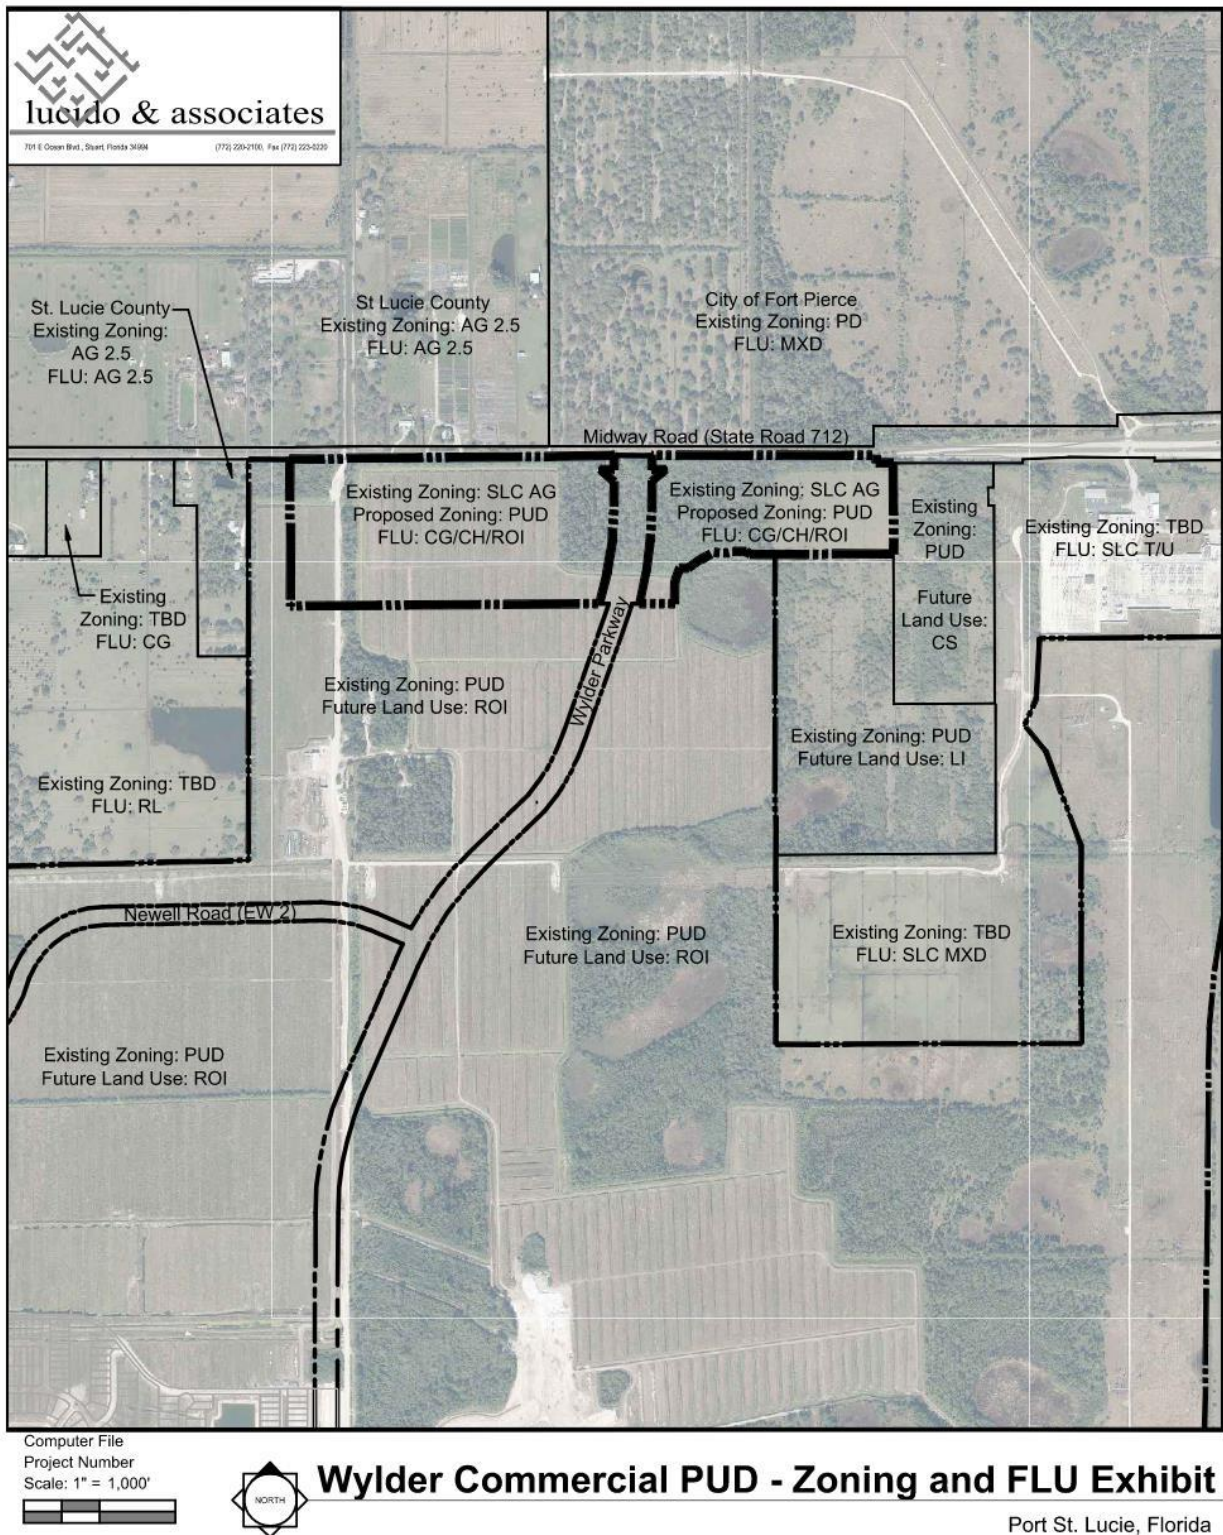 lucido & associates
701 E Ocean Blvd., Stuart, Florida 34994
(772) 220-2100, Fax (772) 223-0220
St. Lucie County
Existing Zoning:
AG 2.5
FLU: AG 2.5
St Lucie County
Existing Zoning: AG 2.5
FLU: AG 2.5
City of Fort Pierce
Existing Zoning: PD
FLU: MXD
Midway Road (State Road 712)
Existing Zoning: SLC AG
Proposed Zoning: PUD
FLU: CG/CH/ROI
Existing Zoning: SLC AG
Proposed Zoning: PUD
FLU: CG/CH/ROI
Existing
Zoning:
PUD
Future
Land Use:
CS
Existing Zoning: TBD
FLU: SLC T/U
Existing
Zoning: TBD
FLU: CG
Wylder Parkway
Existing Zoning: PUD
Future Land Use: ROI
Existing Zoning: PUD
Future Land Use: LI
Existing Zoning: TBD
FLU: RL
Newell Road (EW 2)
Existing Zoning: PUD
Future Land Use: ROI
Existing Zoning: TBD
FLU: SLC MXD
Existing Zoning: PUD
Future Land Use: ROI
Computer File
Project Number
Scale: 1" = 1,000'
NORTH
Wylder Commercial PUD - Zoning and FLU Exhibit
Port St. Lucie, Florida